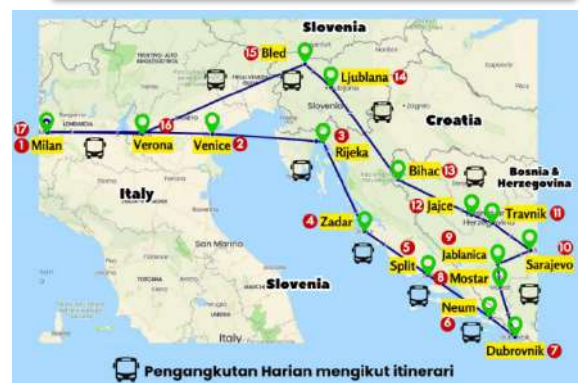 Slovenia
15 Bled
Ljublana 14
Croatia
17
1 Milan
16
Verona
Venice 2
3
Rijeka
Bihac 13
Bosnia &
Herzegovina
Italy
12 Jajce
Travnik 11
4 Zadar
9
10
5
Jablanica
Sarajevo
Split
8 Mostar
San Marino
Slovenia
Neum
6
Dubrovnik 7
Italy
Pengangkutan Harian mengikut itinerari